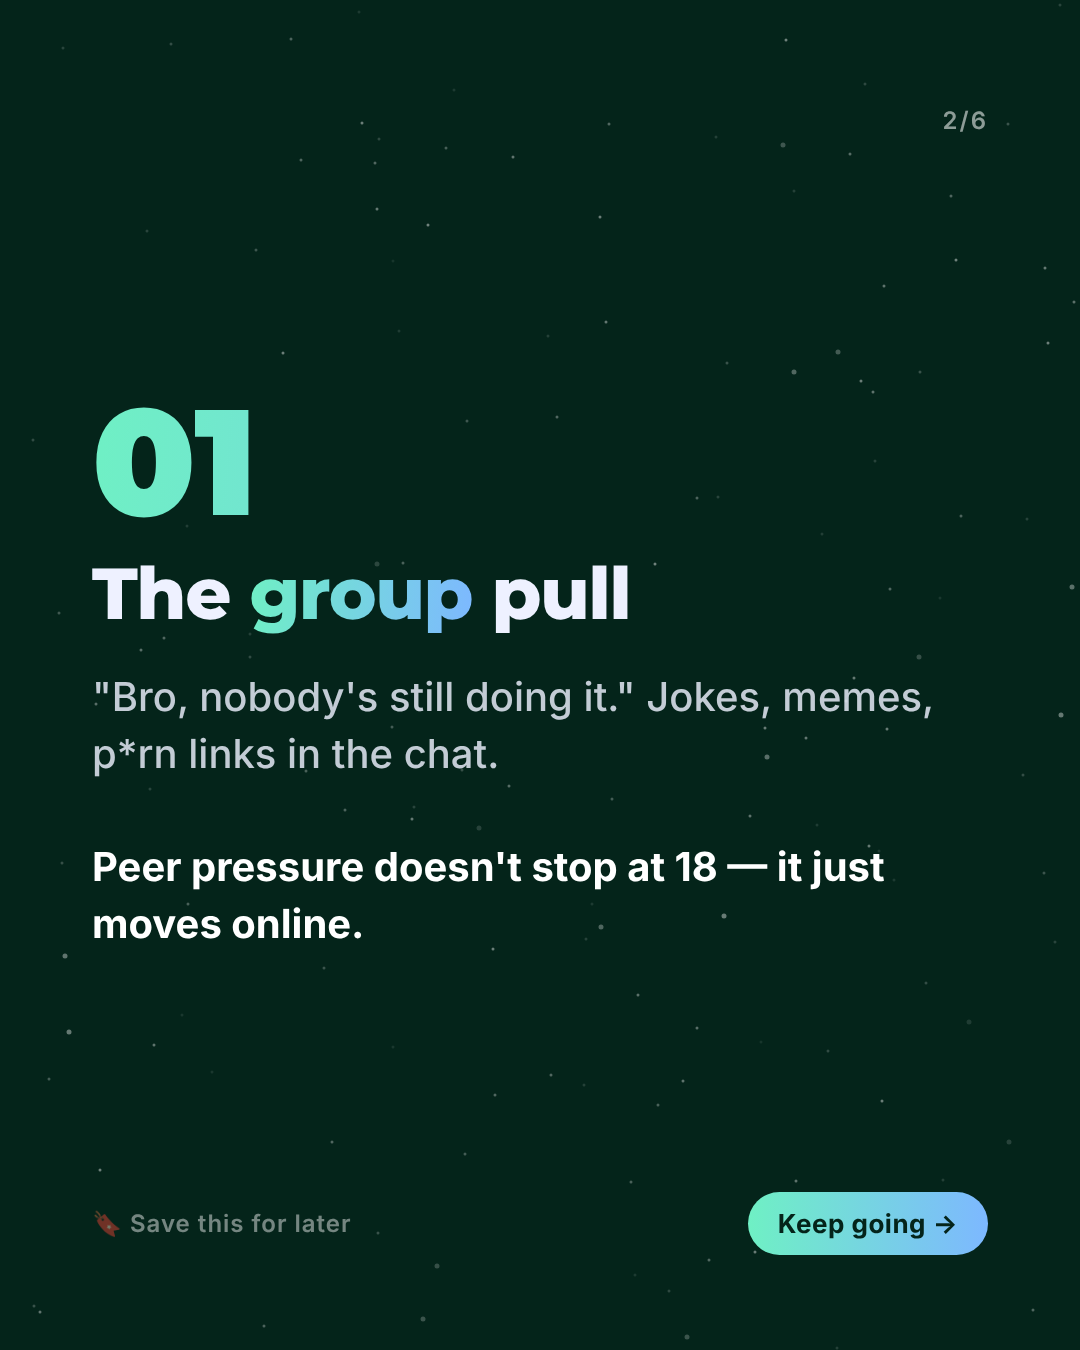 2/6
01
The group pull
"Bro, nobody's still doing it." Jokes, memes,
p*rn links in the chat.
Peer pressure doesn't stop at 18 — it just
moves online.
🔖 Save this for later
Keep going →